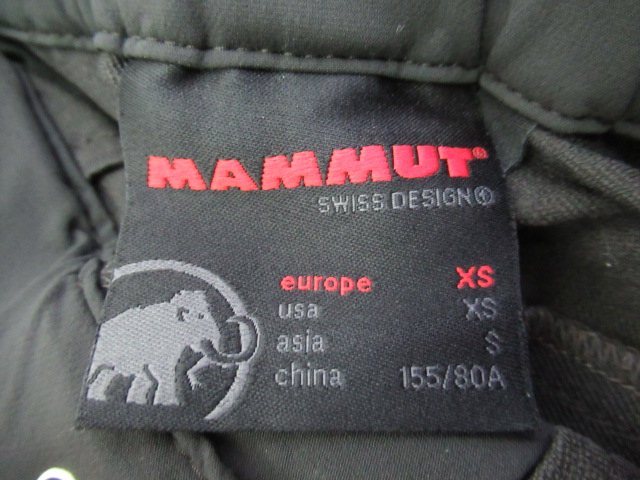 MAMMUT®
SWISS DESIGN
europe XS
usa XS
asia S
china 155/80A